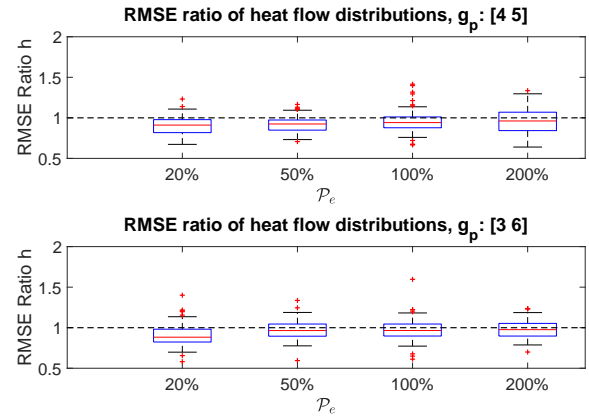 RMSE ratio of heat flow distributions, g_p: [4 5]
RMSE Ratio h
2
1.5
1
0.5
20% 50% 100% 200%
𝒫_e
RMSE ratio of heat flow distributions, g_p: [3 6]
RMSE Ratio h
2
1.5
1
0.5
20% 50% 100% 200%
𝒫_e